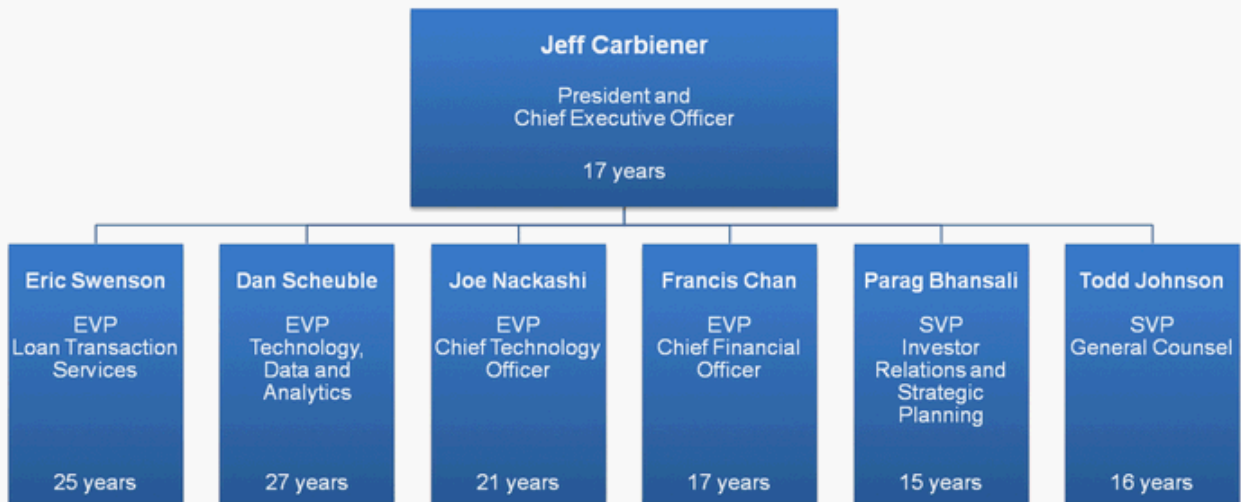 Jeff Carbiener
President and
Chief Executive Officer
17 years
Eric Swenson
EVP
Loan Transaction
Services
25 years
Dan Scheuble
EVP
Technology,
Data and
Analytics
27 years
Joe Nackashi
EVP
Chief Technology
Officer
21 years
Francis Chan
EVP
Chief Financial
Officer
17 years
Parag Bhansali
SVP
Investor
Relations and
Strategic
Planning
15 years
Todd Johnson
SVP
General Counsel
16 years